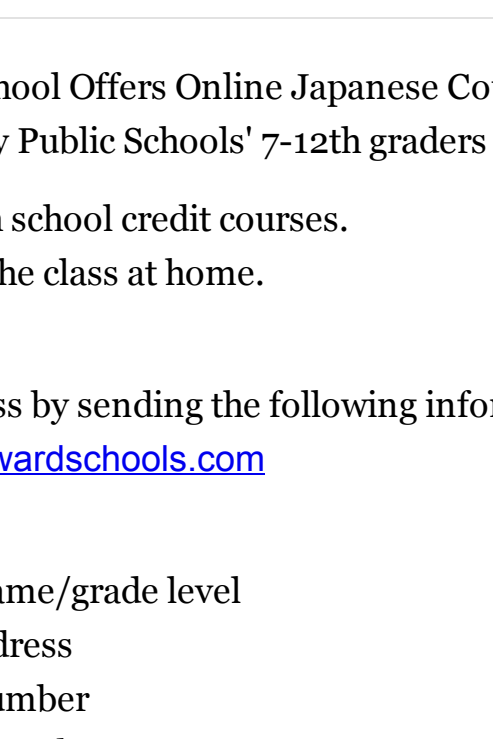 hool Offers Online Japanese Co
y Public Schools' 7-12th graders
school credit courses.
he class at home.
ss by sending the following info
wardschools.com
ame/grade level
dress
umber